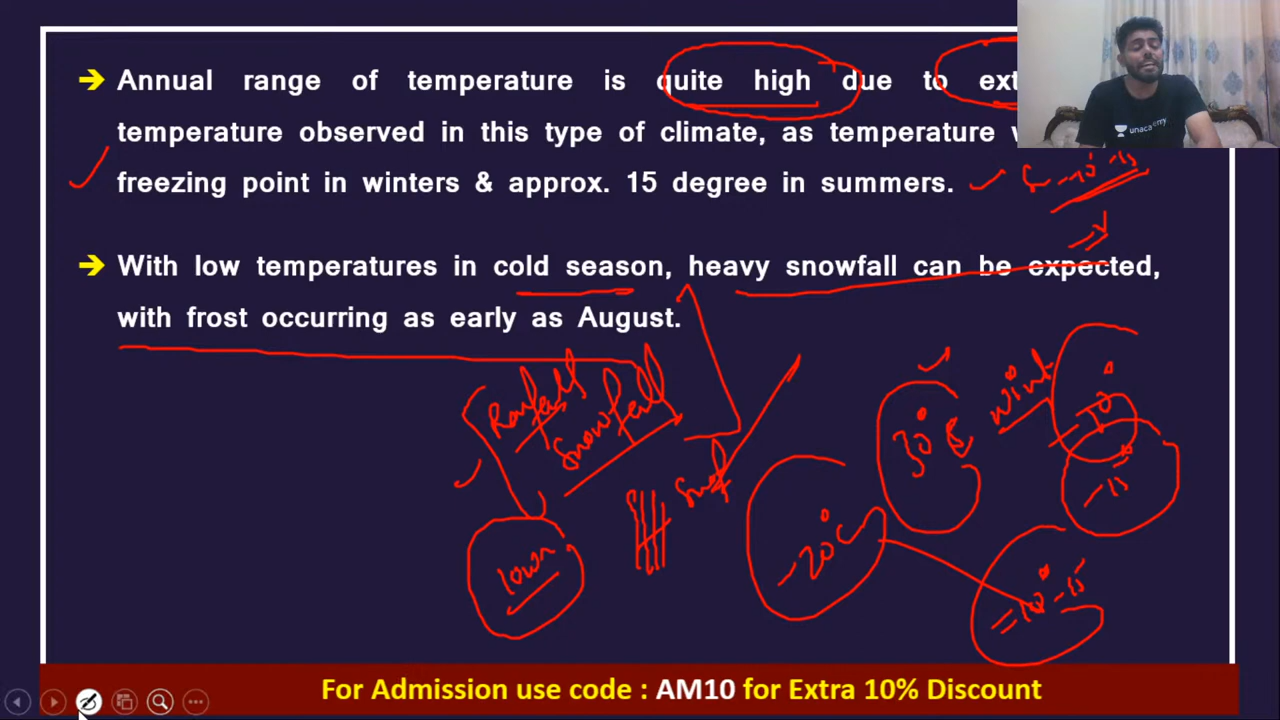 ➔ Annual range of temperature is quite high due to ext
temperature observed in this type of climate, as temperature
freezing point in winters & approx. 15 degree in summers.
➔ With low temperatures in cold season, heavy snowfall can be expected,
with frost occurring as early as August.
unacademy
Rainfall
Snowfall
30°
-10°
-15
-20°C
For Admission use code : AM10 for Extra 10% Discount